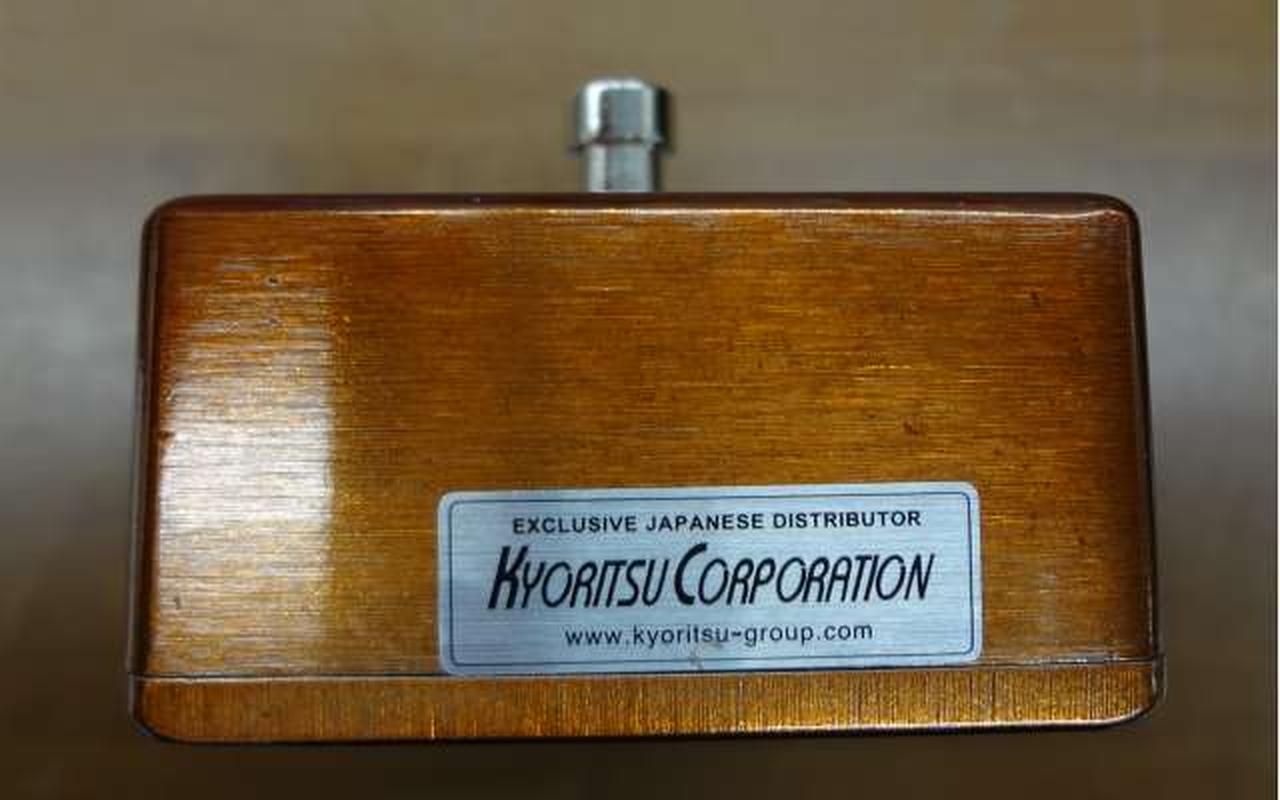 EXCLUSIVE JAPANESE DISTRIBUTOR
KYORITSU CORPORATION
www.kyoritsu-group.com